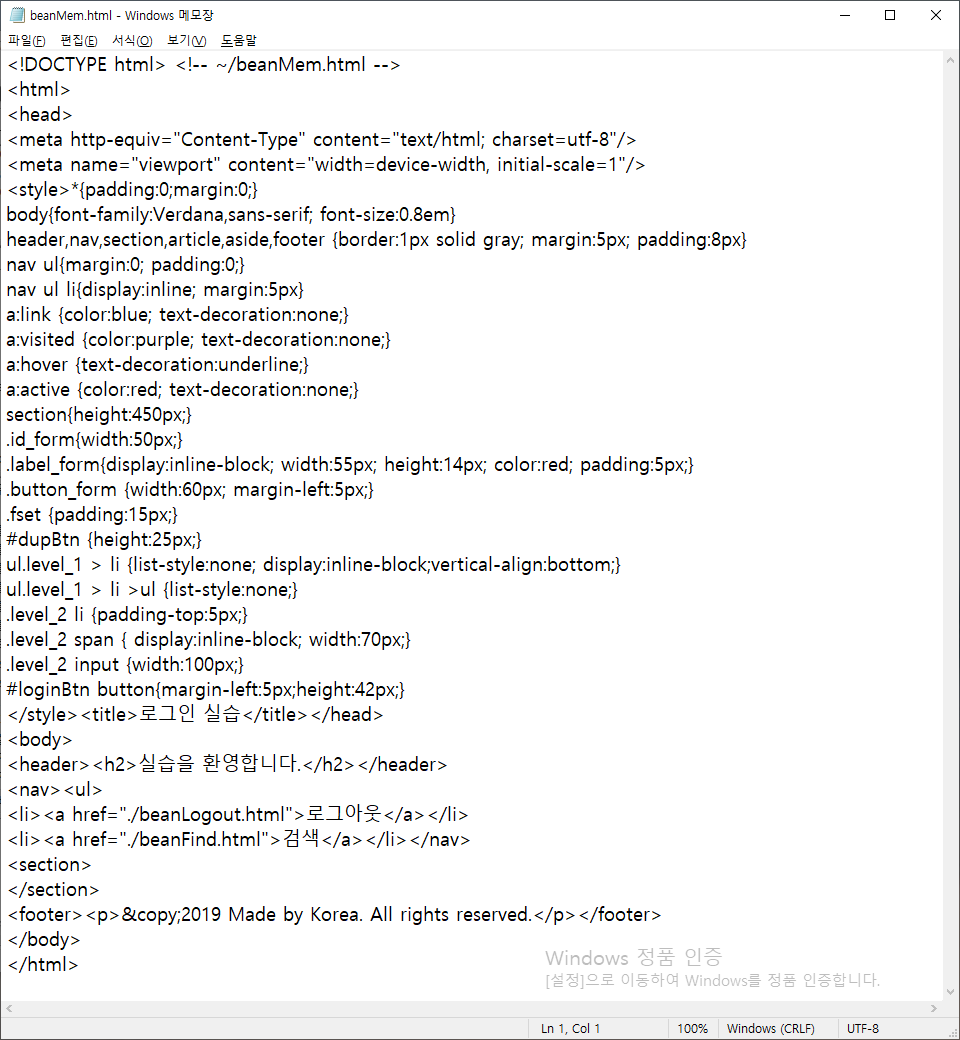 beanMem.html - Windows 메모장
파일(F) 편집(E) 서식(O) 보기(V) 도움말
<!DOCTYPE html> <!-- ~/beanMem.html -->
<html>
<head>
<meta http-equiv="Content-Type" content="text/html; charset=utf-8"/>
<meta name="viewport" content="width=device-width, initial-scale=1"/>
<style>*{padding:0;margin:0;}
body{font-family:Verdana,sans-serif; font-size:0.8em}
header,nav,section,article,aside,footer {border:1px solid gray; margin:5px; padding:8px}
nav ul{margin:0; padding:0;}
nav ul li{display:inline; margin:5px}
a:link {color:blue; text-decoration:none;}
a:visited {color:purple; text-decoration:none;}
a:hover {text-decoration:underline;}
a:active {color:red; text-decoration:none;}
section{height:450px;}
.id_form{width:50px;}
.label_form{display:inline-block; width:55px; height:14px; color:red; padding:5px;}
.button_form {width:60px; margin-left:5px;}
.fset {padding:15px;}
#dupBtn {height:25px;}
ul.level_1 > li {list-style:none; display:inline-block;vertical-align:bottom;}
ul.level_1 > li >ul {list-style:none;}
.level_2 li {padding-top:5px;}
.level_2 span { display:inline-block; width:70px;}
.level_2 input {width:100px;}
#loginBtn button{margin-left:5px;height:42px;}
</style><title>로그인 실습</title></head>
<body>
<header><h2>실습을 환영합니다.</h2></header>
<nav><ul>
<li><a href="./beanLogout.html">로그아웃</a></li>
<li><a href="./beanFind.html">검색</a></li></nav>
<section>
</section>
<footer><p>&copy;2019 Made by Korea. All rights reserved.</p></footer>
</body>
</html>
Windows 정품 인증
[설정]으로 이동하여 Windows를 정품 인증합니다.
Ln 1, Col 1 100% Windows (CRLF) UTF-8